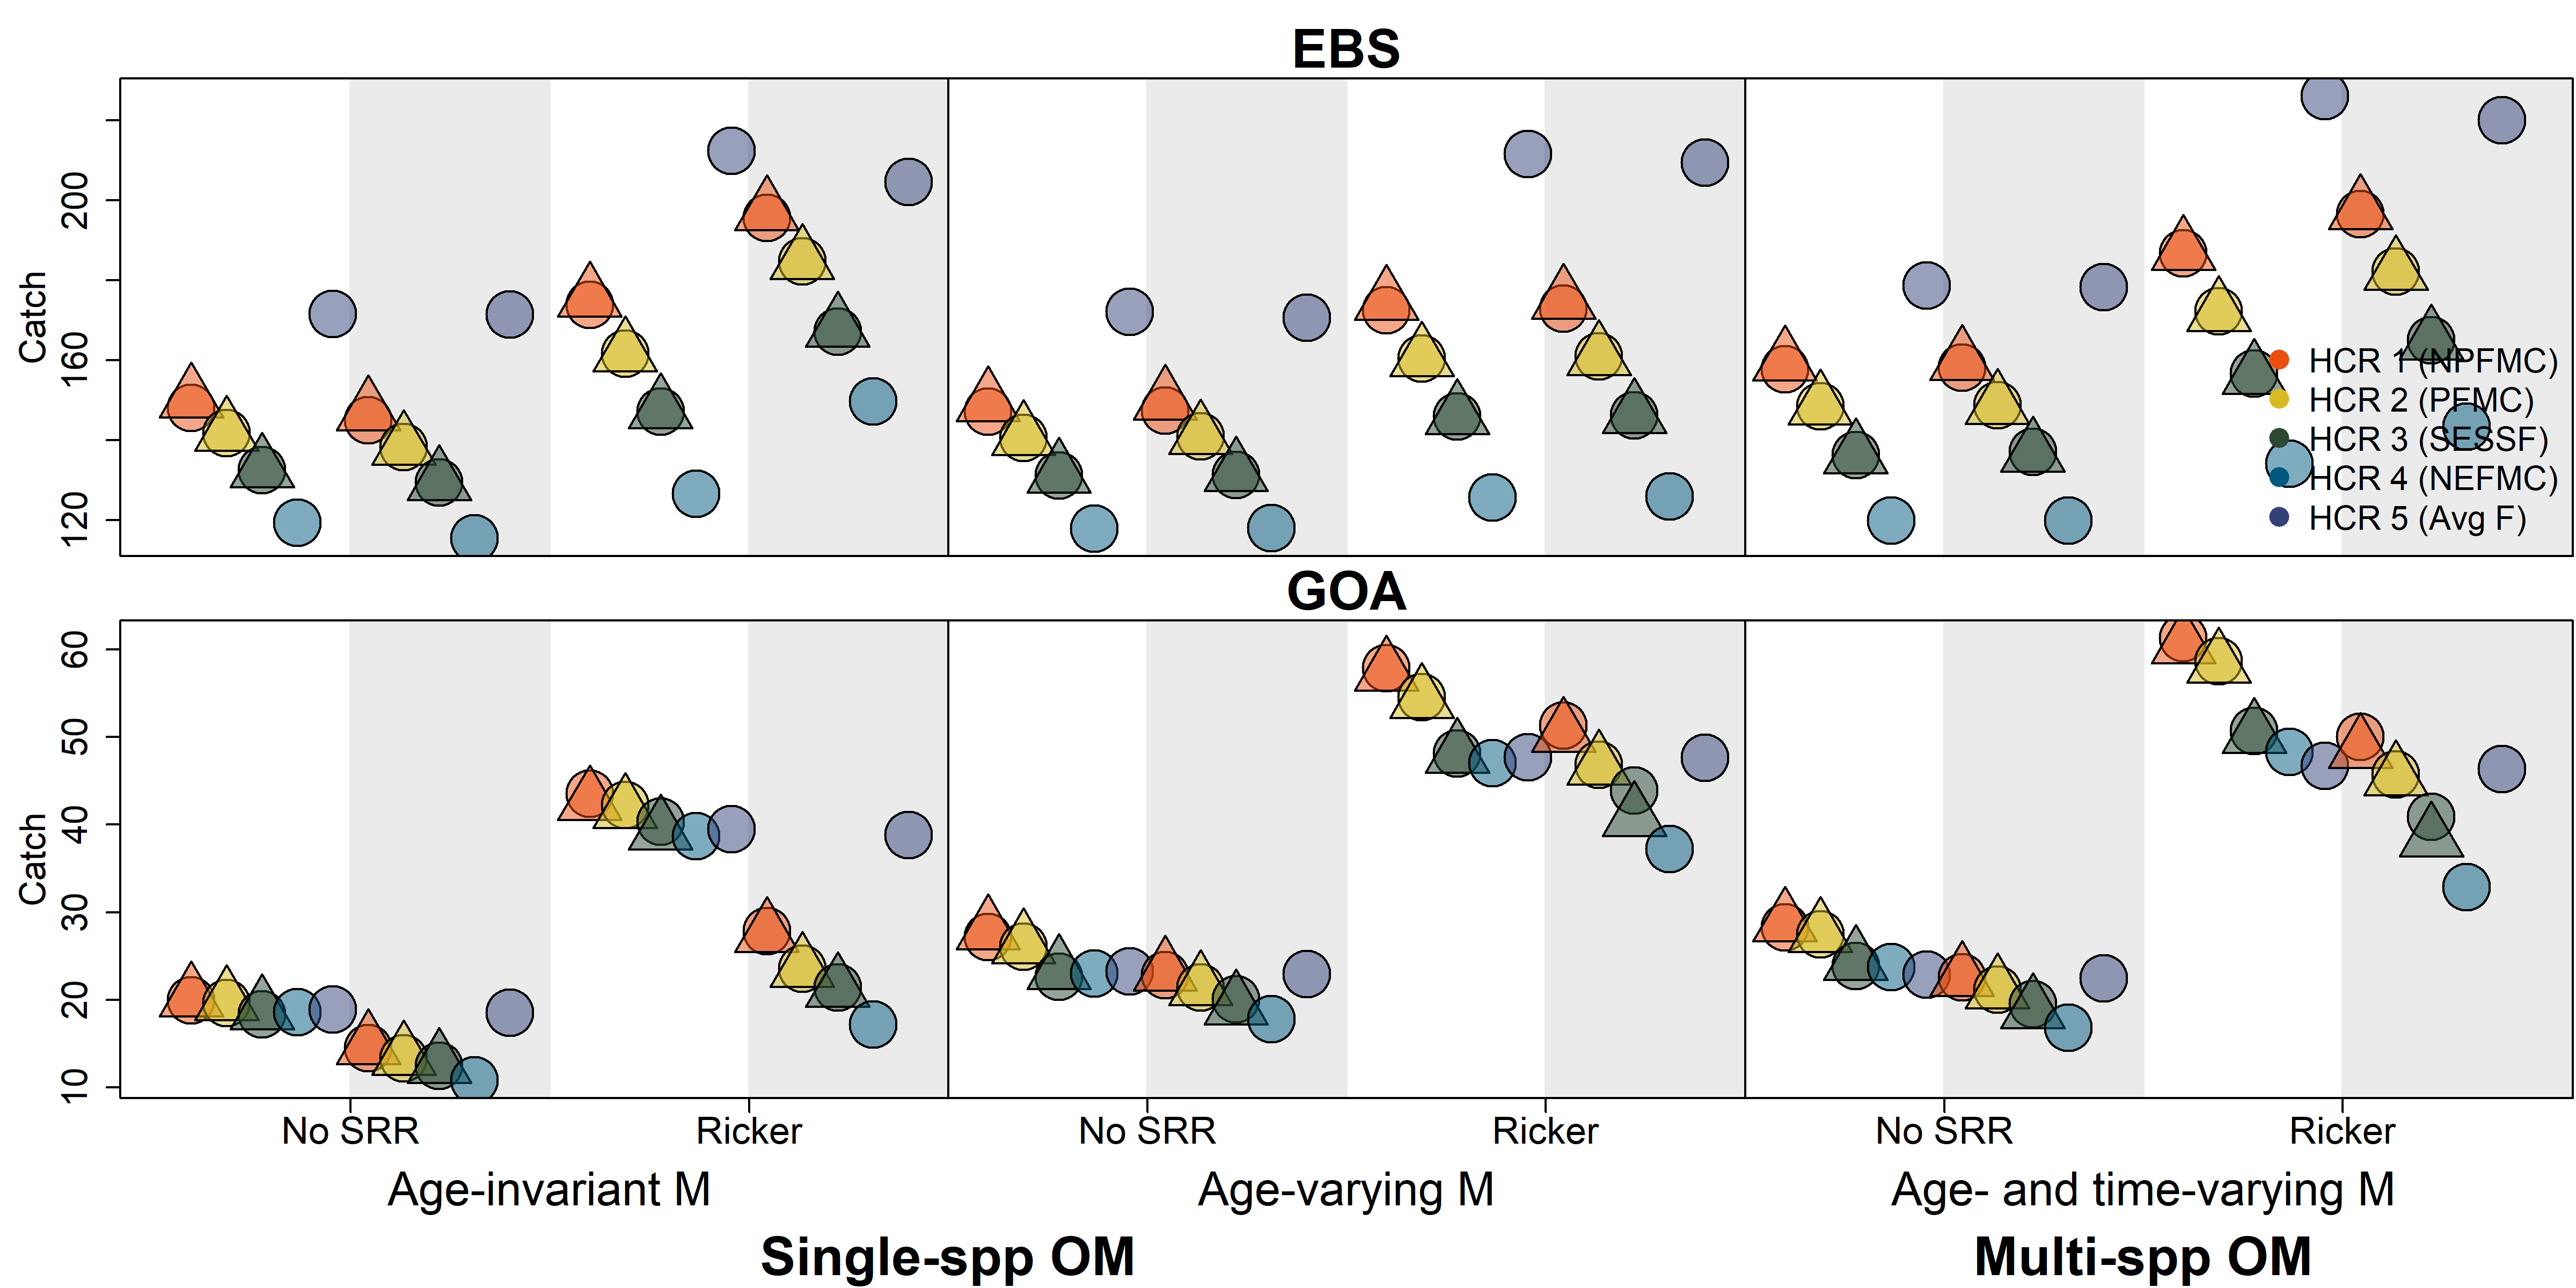 EBS
Catch
200
160
120
HCR 1 (NPFMC)
HCR 2 (PFMC)
HCR 3 (SESSF)
HCR 4 (NEFMC)
HCR 5 (Avg F)
GOA
Catch
60
50
40
30
20
10
No SRR Ricker No SRR Ricker No SRR Ricker
Age-invariant M Age-varying M Age- and time-varying M
Single-spp OM Multi-spp OM